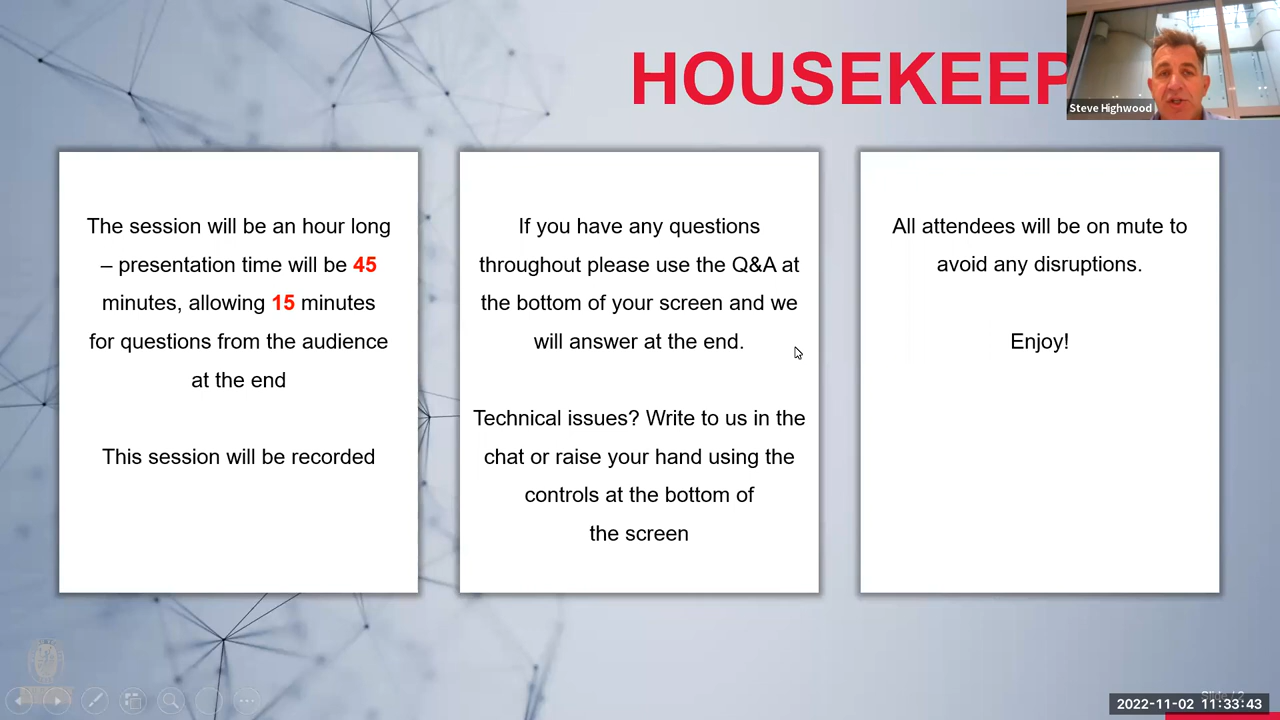 HOUSEKEEP
Steve Highwood
The session will be an hour long
– presentation time will be 45
minutes, allowing 15 minutes
for questions from the audience
at the end
This session will be recorded
If you have any questions
throughout please use the Q&A at
the bottom of your screen and we
will answer at the end.
Technical issues? Write to us in the
chat or raise your hand using the
controls at the bottom of
the screen
All attendees will be on mute to
avoid any disruptions.
Enjoy!
2022-11-02 11:33:43